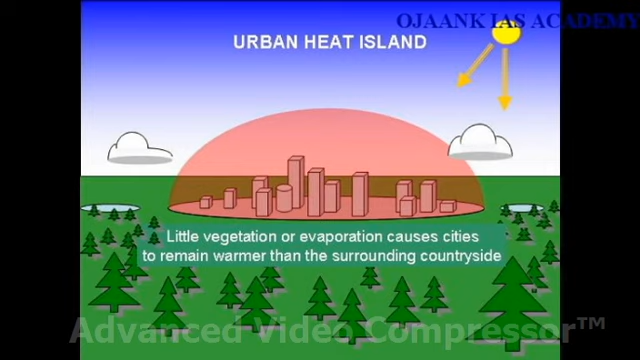 OJAANK IAS ACADEMY
URBAN HEAT ISLAND
Little vegetation or evaporation causes cities
to remain warmer than the surrounding countryside
Advanced Video Compressor™